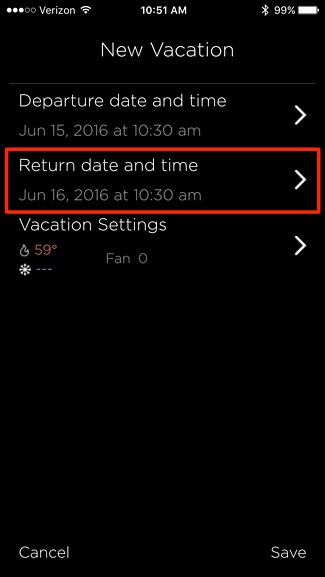 Verizon 10:51 AM 99%
New Vacation
Departure date and time
Jun 15, 2016 at 10:30 am
Return date and time
Jun 16, 2016 at 10:30 am
Vacation Settings
59°
Fan 0
---
Cancel Save